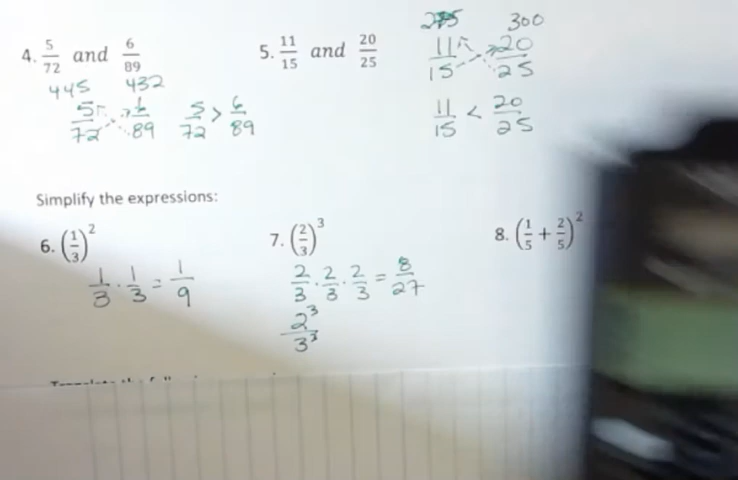 4. 5/72 and 6/89
445 432
5/72 6/89 5/72 > 6/89
5. 11/15 and 20/25
275 300
11/15 20/25
11/15 < 20/25
Simplify the expressions:
6. (1/3)^2
1/3 · 1/3 = 1/9
7. (2/3)^3
2/3 · 2/3 · 2/3 = 8/27
2^3/3^3
8. (1/5 + 2/5)^2